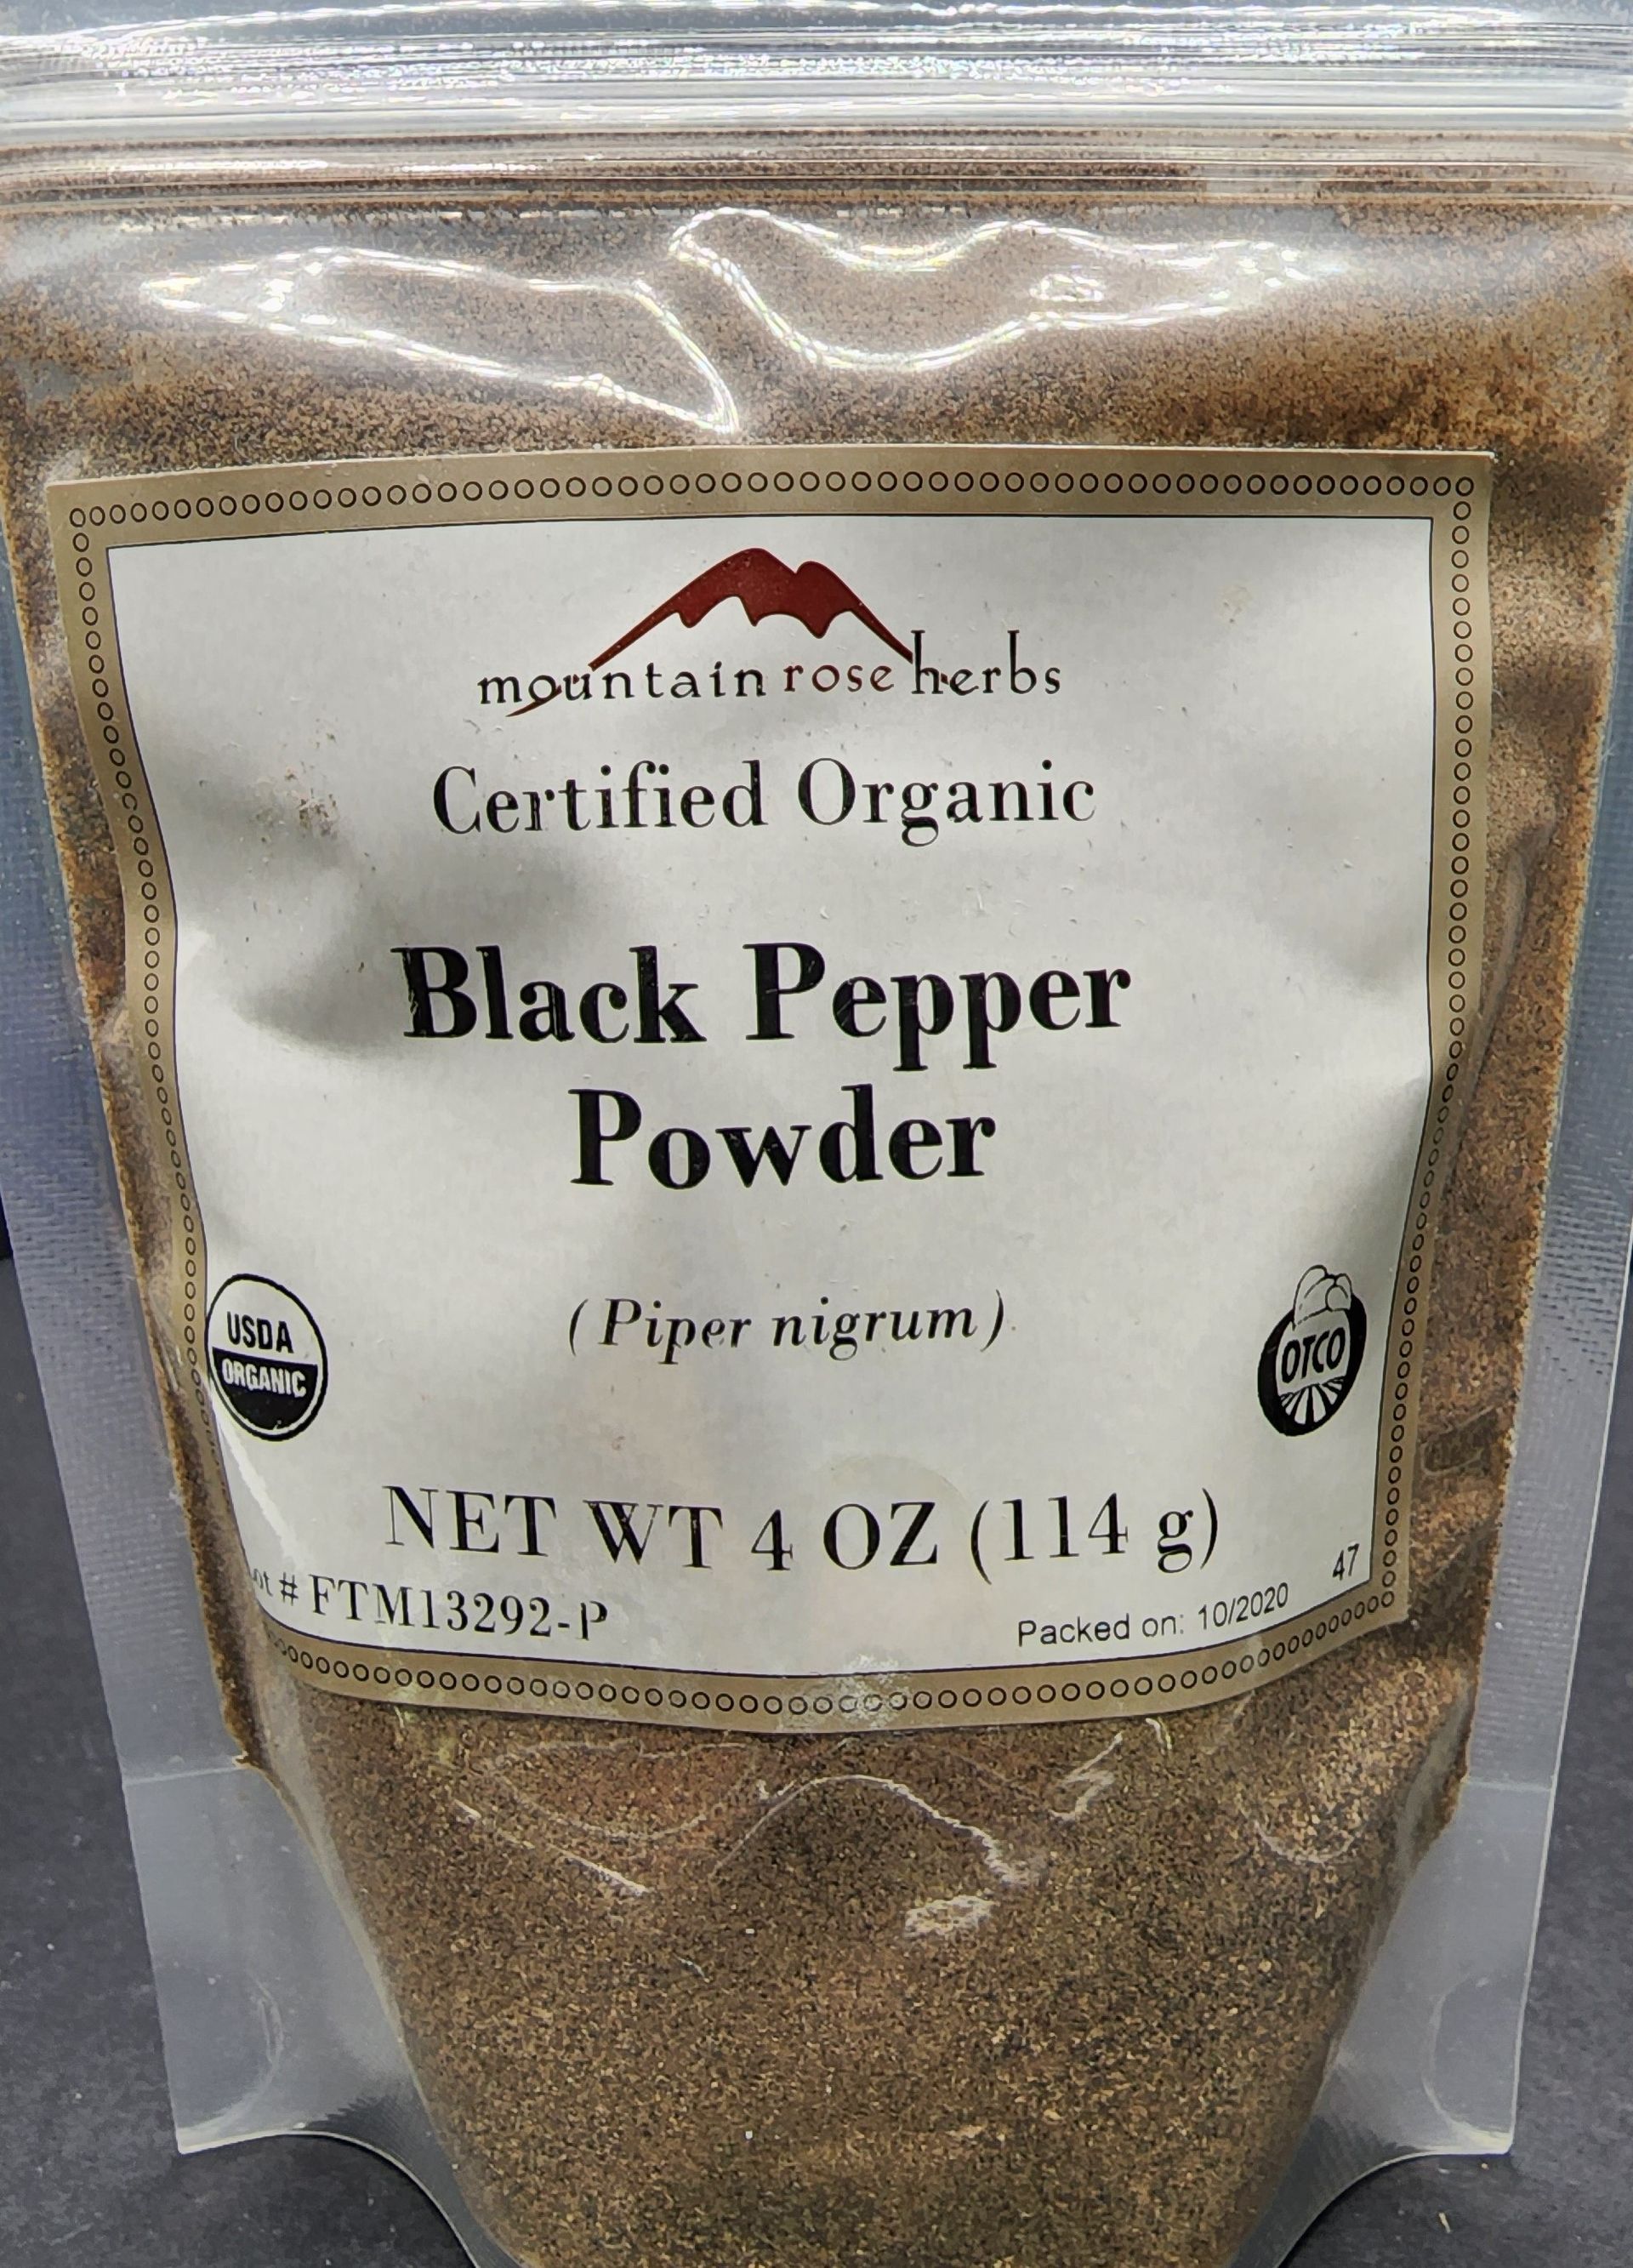 mountain rose herbs
Certified Organic
Black Pepper
Powder
(Piper nigrum)
USDA
ORGANIC
OTCO
NET WT 4 OZ (114 g)
# FTM13292-P
Packed on: 10/2020
47